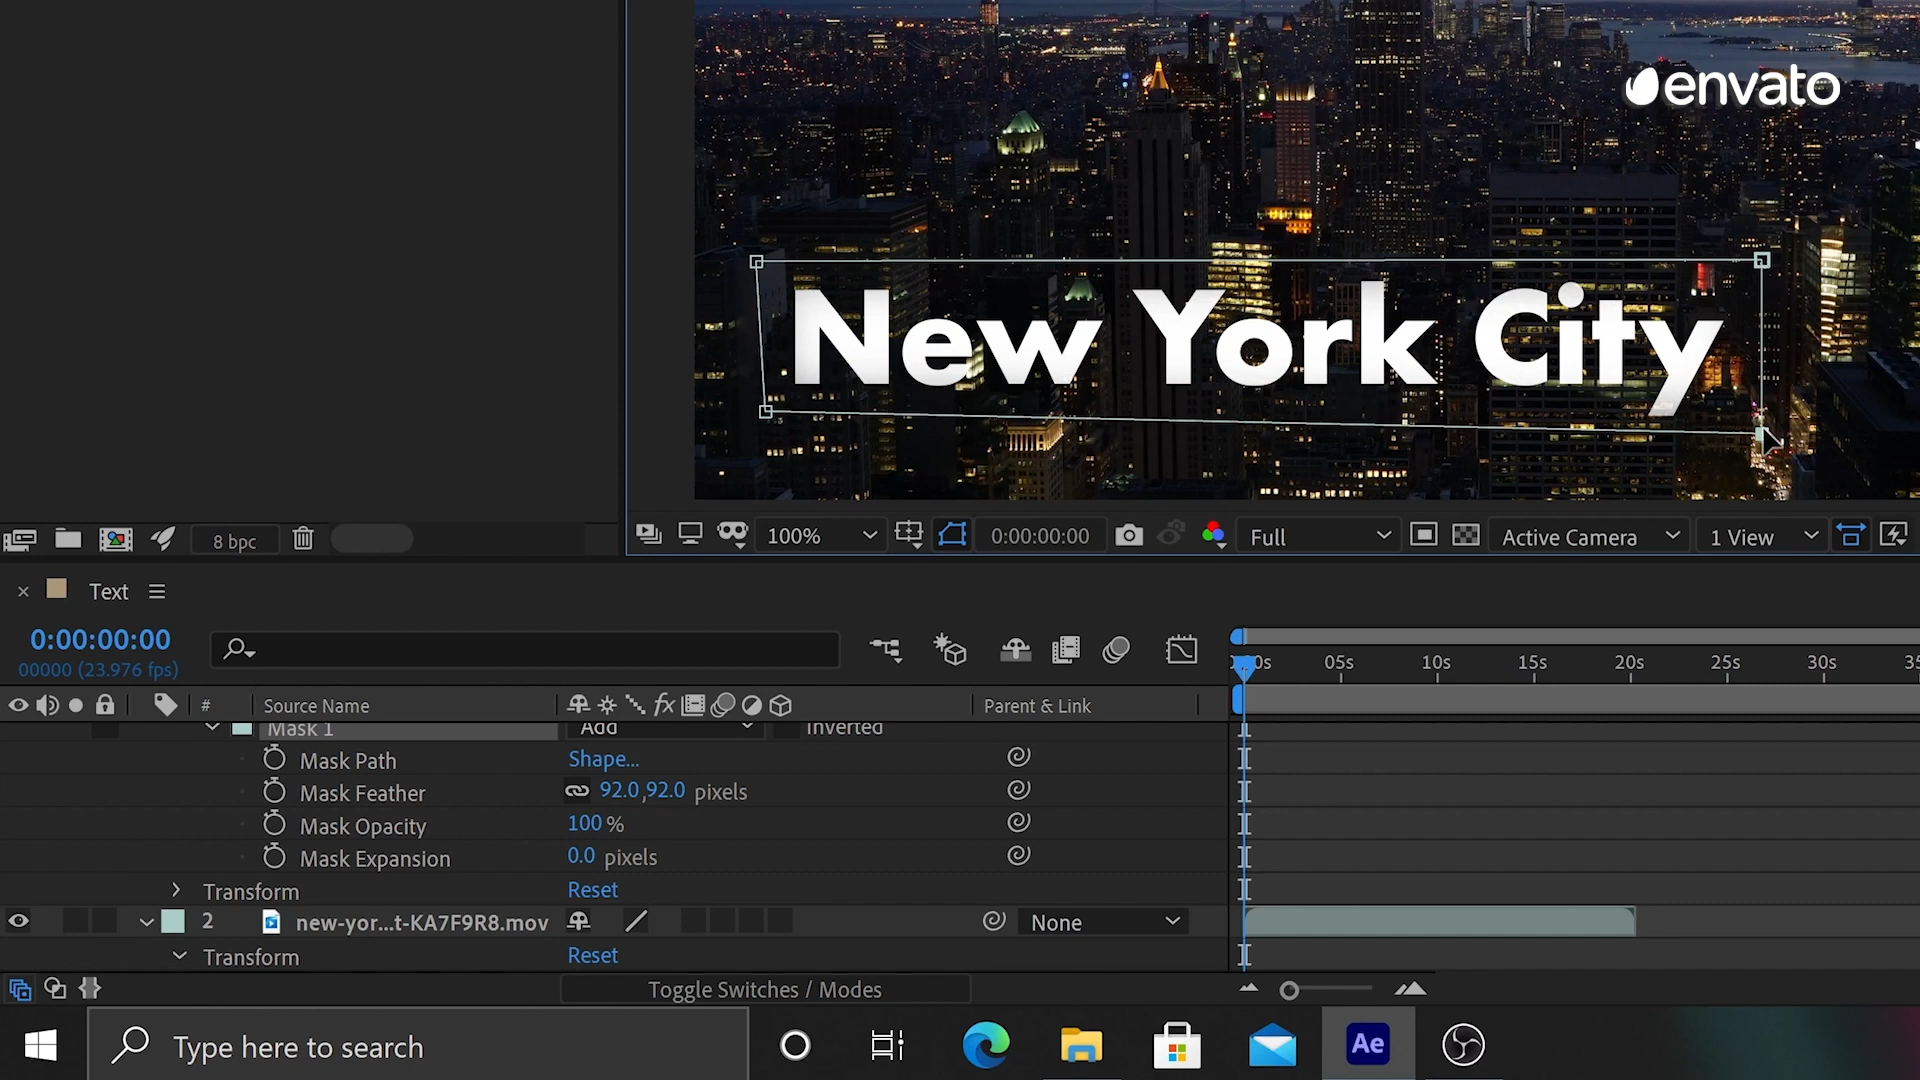 envato
New York City
8 bpc
100%
0:00:00:00
Full
Active Camera
1 View
Text
0:00:00:00
00000 (23.976 fps)
05s
10s
15s
20s
25s
30s
#
Source Name
fx
Parent & Link
Mask 1
Add
Inverted
Mask Path
Shape...
Mask Feather
92.0,92.0 pixels
Mask Opacity
100 %
Mask Expansion
0.0 pixels
Transform
Reset
2
new-yor...t-KA7F9R8.mov
None
Transform
Reset
Toggle Switches / Modes
Type here to search
Ae